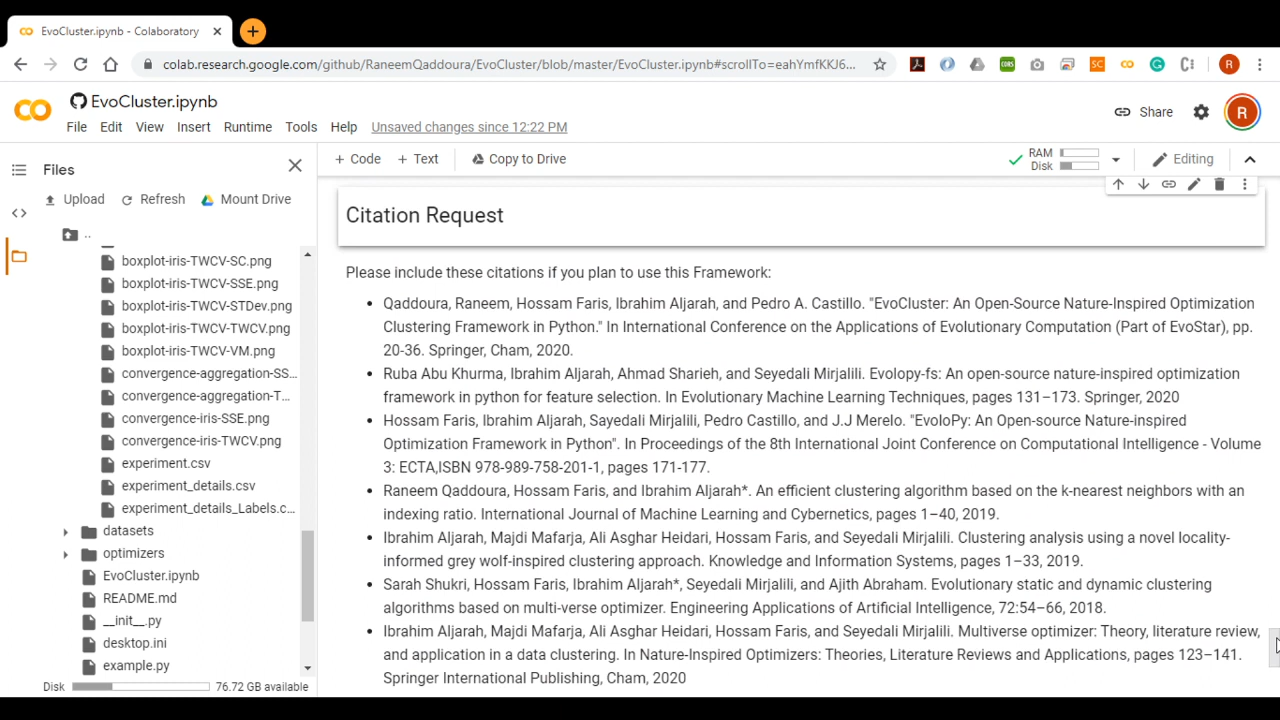 EvoCluster.ipynb - Colaboratory
colab.research.google.com/github/RaneemQaddoura/EvoCluster/blob/master/EvoCluster.ipynb#scrollTo=eahYmfKKJ6...
CORS
SC
R
EvoCluster.ipynb
Share
R
File Edit View Insert Runtime Tools Help Unsaved changes since 12:22 PM
Files
+ Code + Text Copy to Drive
RAM
Disk
Editing
Upload Refresh Mount Drive
..
boxplot-iris-TWCV-SC.png
boxplot-iris-TWCV-SSE.png
boxplot-iris-TWCV-STDev.png
boxplot-iris-TWCV-TWCV.png
boxplot-iris-TWCV-VM.png
convergence-aggregation-SS...
convergence-aggregation-T...
convergence-iris-SSE.png
convergence-iris-TWCV.png
experiment.csv
experiment_details.csv
experiment_details_Labels.c...
datasets
optimizers
EvoCluster.ipynb
README.md
__init__.py
desktop.ini
example.py
Disk 76.72 GB available
Citation Request
Please include these citations if you plan to use this Framework:
• Qaddoura, Raneem, Hossam Faris, Ibrahim Aljarah, and Pedro A. Castillo. "EvoCluster: An Open-Source Nature-Inspired Optimization
Clustering Framework in Python." In International Conference on the Applications of Evolutionary Computation (Part of EvoStar), pp.
20-36. Springer, Cham, 2020.
• Ruba Abu Khurma, Ibrahim Aljarah, Ahmad Sharieh, and Seyedali Mirjalili. Evolopy-fs: An open-source nature-inspired optimization
framework in python for feature selection. In Evolutionary Machine Learning Techniques, pages 131–173. Springer, 2020
• Hossam Faris, Ibrahim Aljarah, Sayedali Mirjalili, Pedro Castillo, and J.J Merelo. "EvoloPy: An Open-source Nature-inspired
Optimization Framework in Python". In Proceedings of the 8th International Joint Conference on Computational Intelligence - Volume
3: ECTA,ISBN 978-989-758-201-1, pages 171-177.
• Raneem Qaddoura, Hossam Faris, and Ibrahim Aljarah*. An efficient clustering algorithm based on the k-nearest neighbors with an
indexing ratio. International Journal of Machine Learning and Cybernetics, pages 1–40, 2019.
• Ibrahim Aljarah, Majdi Mafarja, Ali Asghar Heidari, Hossam Faris, and Seyedali Mirjalili. Clustering analysis using a novel locality-
informed grey wolf-inspired clustering approach. Knowledge and Information Systems, pages 1–33, 2019.
• Sarah Shukri, Hossam Faris, Ibrahim Aljarah*, Seyedali Mirjalili, and Ajith Abraham. Evolutionary static and dynamic clustering
algorithms based on multi-verse optimizer. Engineering Applications of Artificial Intelligence, 72:54–66, 2018.
• Ibrahim Aljarah, Majdi Mafarja, Ali Asghar Heidari, Hossam Faris, and Seyedali Mirjalili. Multiverse optimizer: Theory, literature review,
and application in a data clustering. In Nature-Inspired Optimizers: Theories, Literature Reviews and Applications, pages 123–141.
Springer International Publishing, Cham, 2020